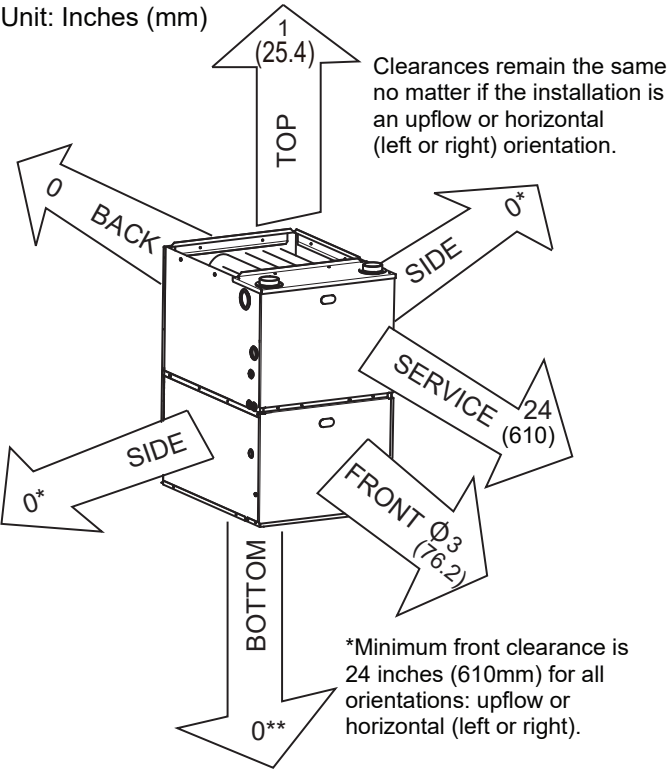 Unit: Inches (mm)
1
(25.4)
TOP
Clearances remain the same
no matter if the installation is
an upflow or horizontal
(left or right) orientation.
0
BACK
SIDE
0*
SERVICE
24
(610)
SIDE
0*
FRONT
Φ3
(76.2)
BOTTOM
0**
*Minimum front clearance is
24 inches (610mm) for all
orientations: upflow or
horizontal (left or right).